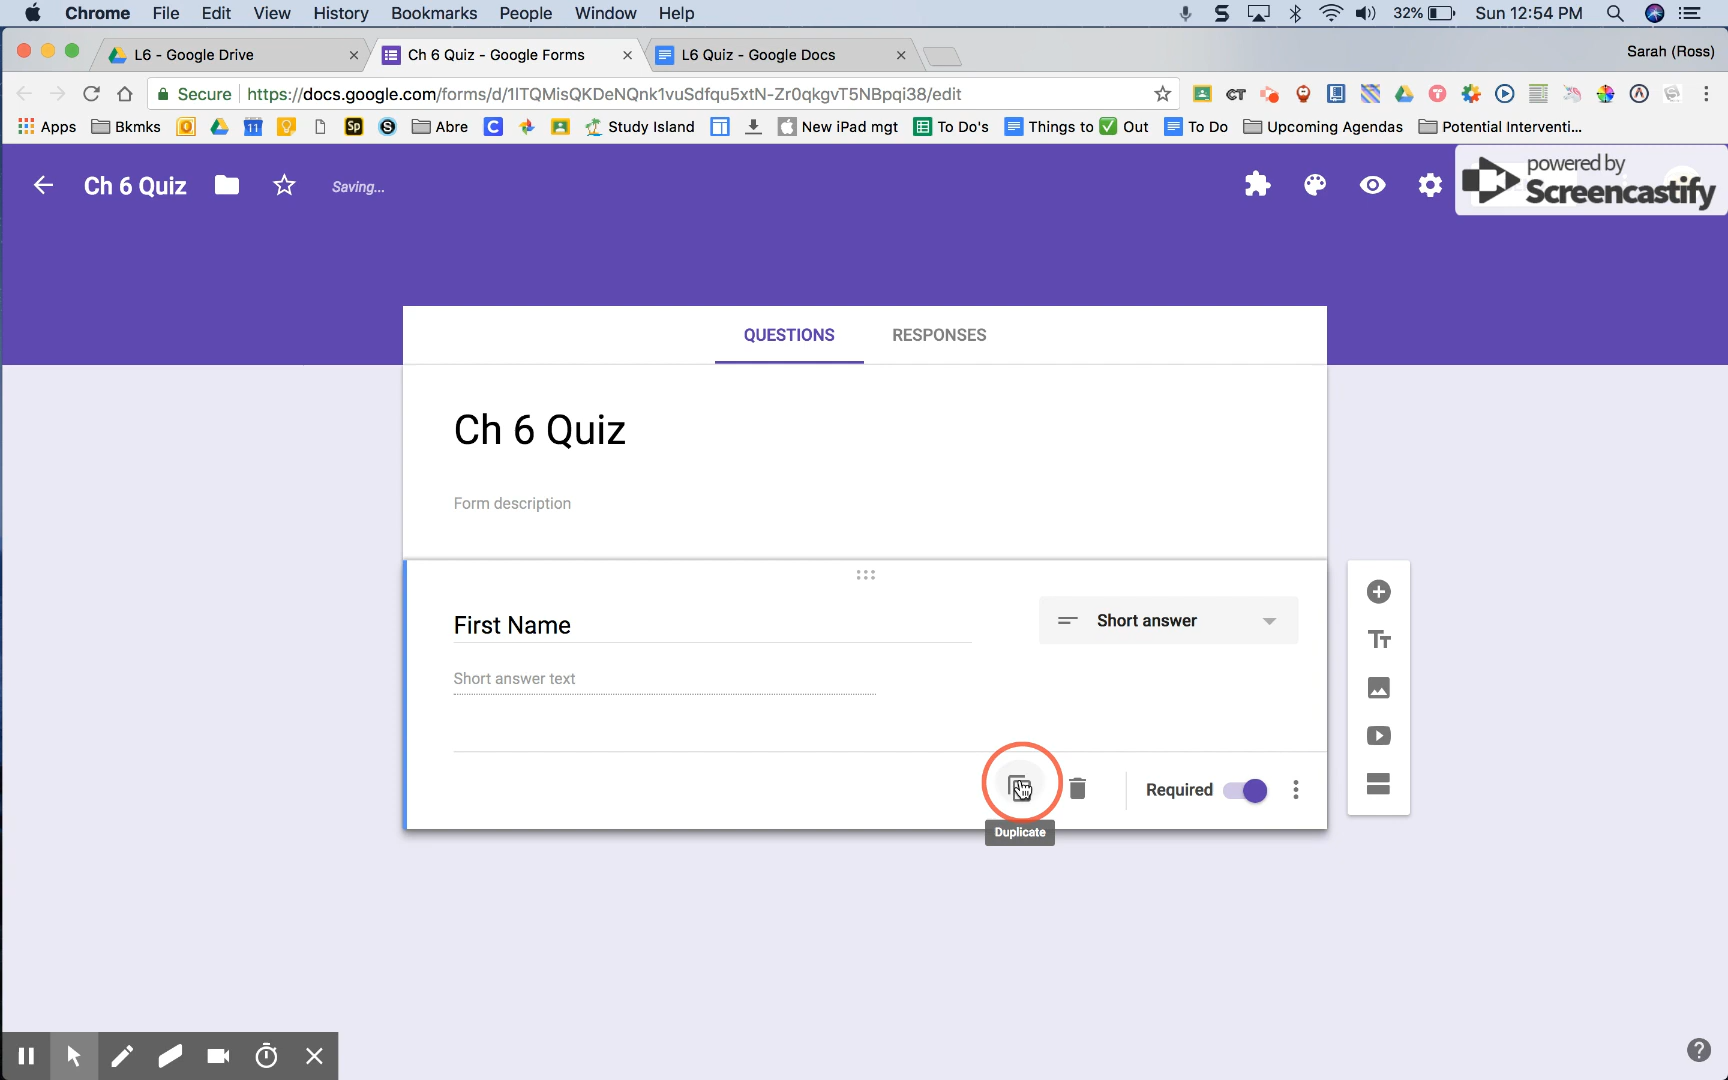 Chrome File Edit View History Bookmarks People Window Help 32% Sun 12:54 PM
L6 - Google Drive Ch 6 Quiz - Google Forms L6 Quiz - Google Docs Sarah (Ross)
Secure https://docs.google.com/forms/d/1ITQMisQKDeNQnk1vuSdfqu5xtN-Zr0qkgvT5NBpqi38/edit CT
Apps Bkmks 11 Sp S Abre C Study Island New iPad mgt To Do's Things to ✅ Out To Do Upcoming Agendas Potential Interventi...
Ch 6 Quiz Saving... powered by
Screencastify
QUESTIONS RESPONSES
Ch 6 Quiz
Form description
First Name Short answer
Short answer text
Required
Duplicate